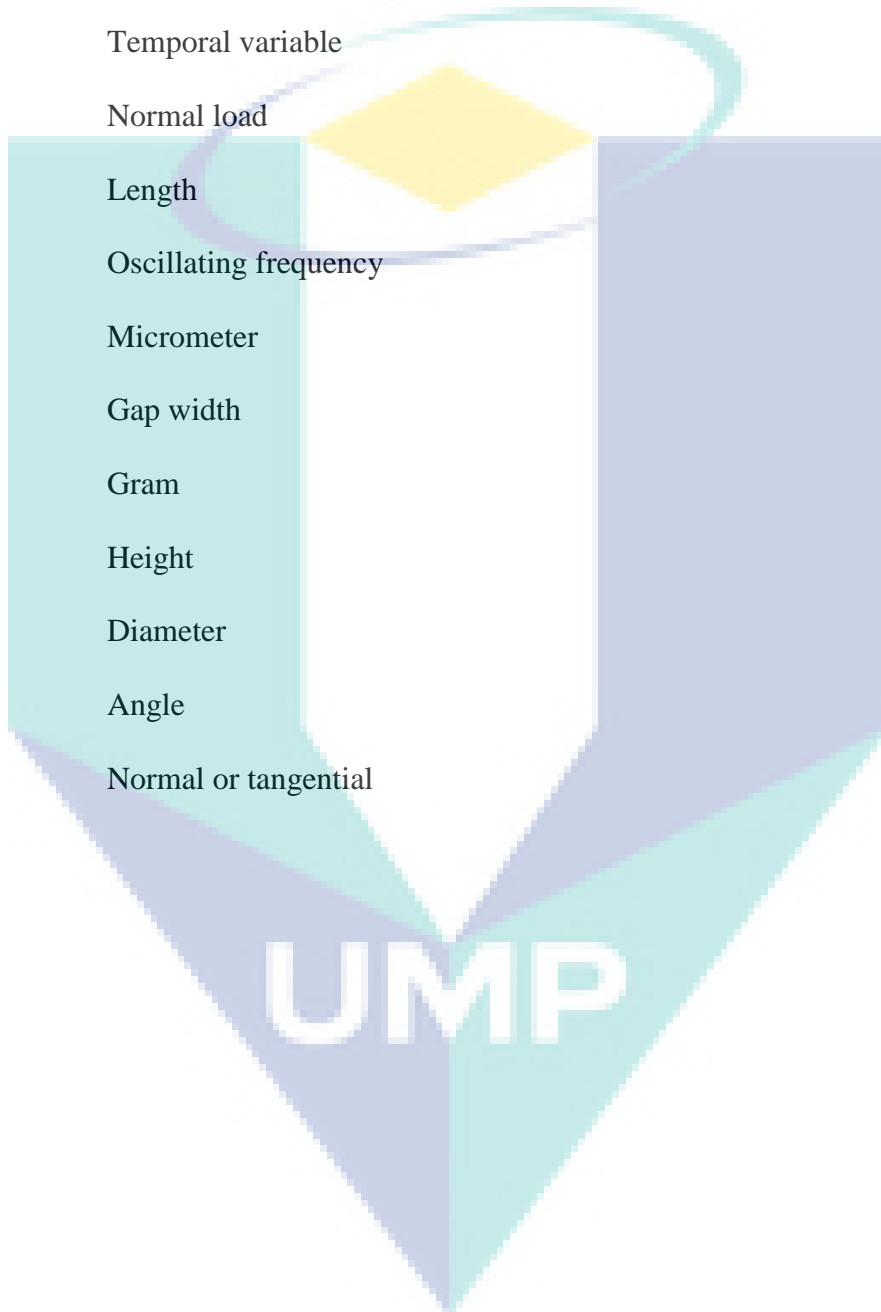 Temporal variable
Normal load
Length
Oscillating frequency
Micrometer
Gap width
Gram
Height
Diameter
Angle
Normal or tangential
UMP